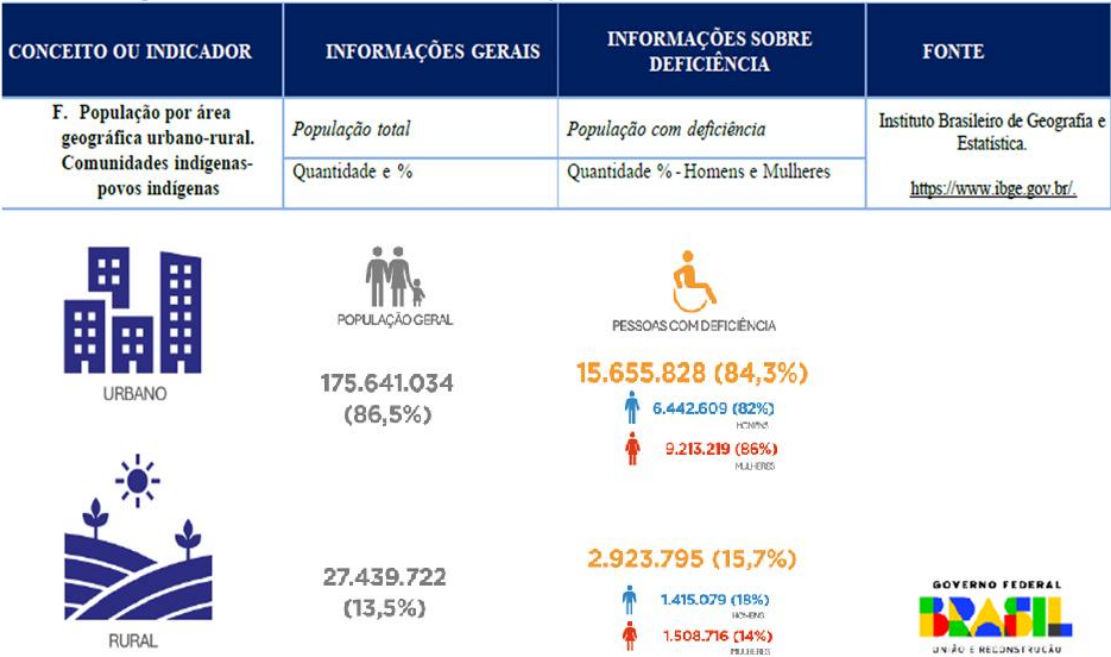 CONCEITO OU INDICADOR
INFORMAÇÕES GERAIS
INFORMAÇÕES SOBRE
DEFICIÊNCIA
FONTE
F. População por área
geográfica urbano-rural.
Comunidades indígenas-
povos indígenas
População total
Quantidade e %
População com deficiência
Quantidade % - Homens e Mulheres
Instituto Brasileiro de Geografia e
Estatística.
https://www.ibge.gov.br/.
URBANO
POPULAÇÃO GERAL
175.641.034
(86,5%)
PESSOAS COM DEFICIÊNCIA
15.655.828 (84,3%)
6.442.609 (82%)
HOMENS
9.213.219 (86%)
MULHERES
RURAL
27.439.722
(13,5%)
2.923.795 (15,7%)
1.415.079 (18%)
HOMENS
1.508.716 (14%)
MULHERES
GOVERNO FEDERAL
BRASIL
UNIÃO E RECONSTRUÇÃO